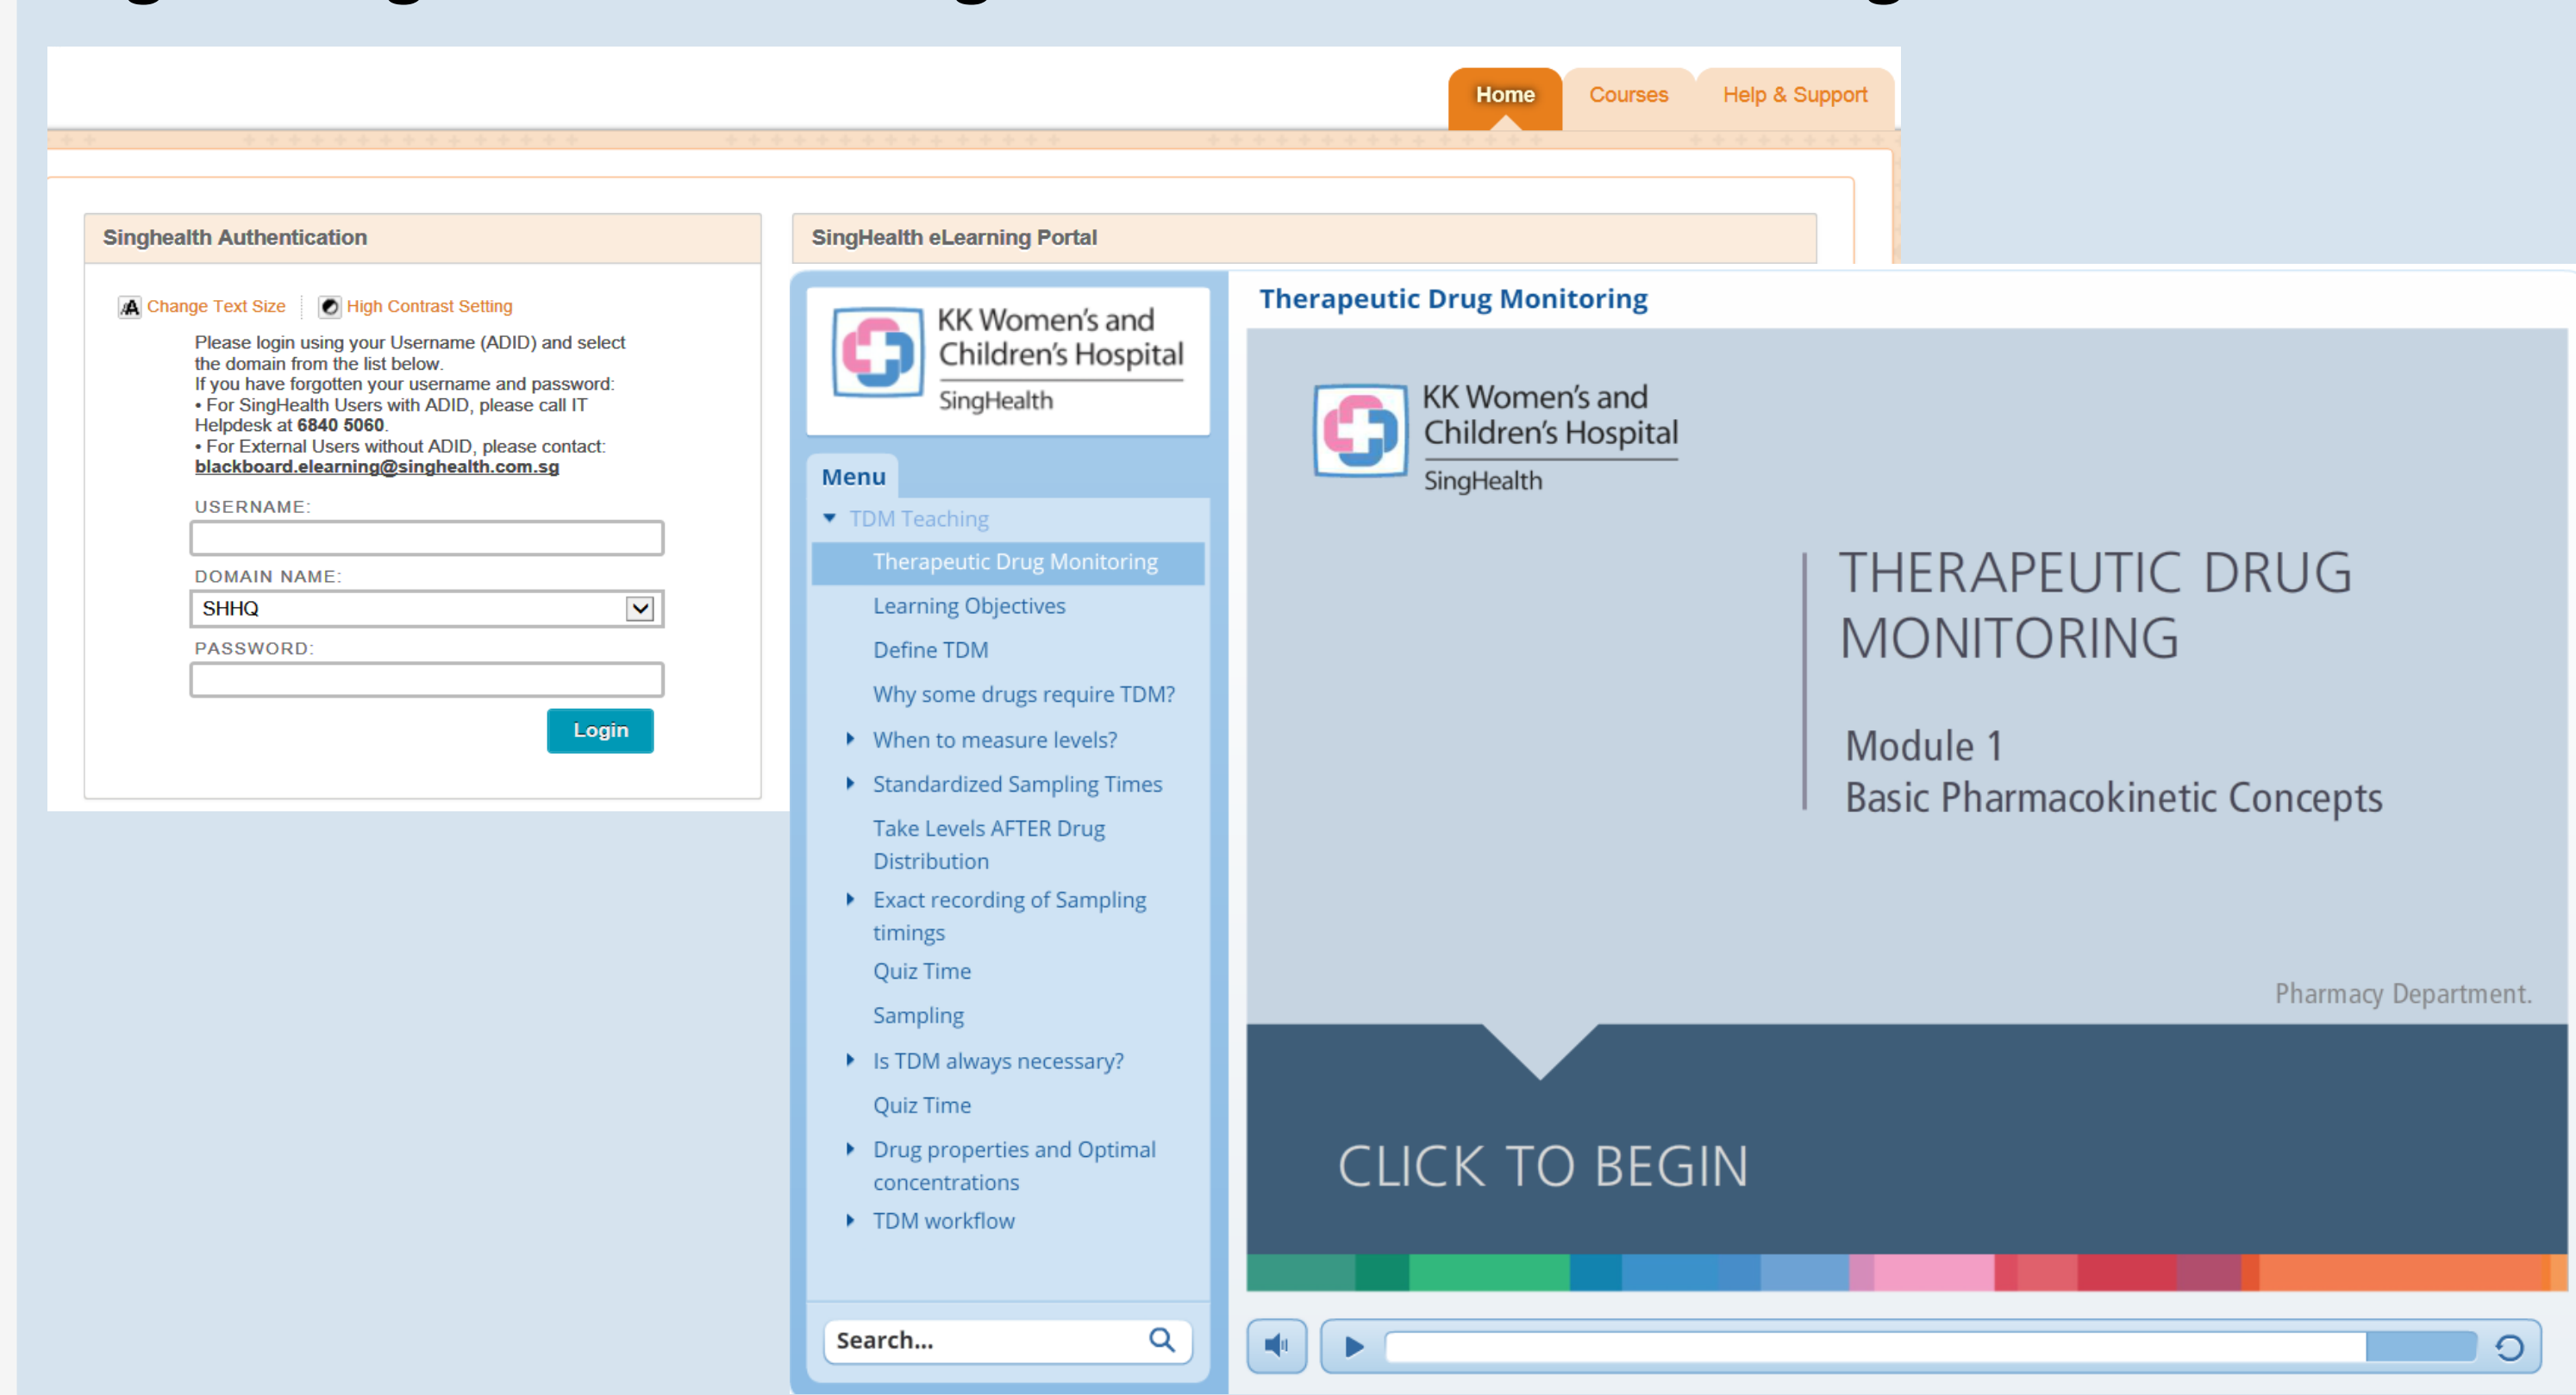 Home
Courses
Help & Support
Singhealth Authentication
Change Text Size
High Contrast Setting
Please login using your Username (ADID) and select
the domain from the list below.
If you have forgotten your username and password:
• For SingHealth Users with ADID, please call IT
Helpdesk at 6840 5060.
• For External Users without ADID, please contact:
blackboard.elearning@singhealth.com.sg
USERNAME:
DOMAIN NAME:
SHHQ
PASSWORD:
Login
SingHealth eLearning Portal
KK Women's and
Children's Hospital
SingHealth
Menu
TDM Teaching
Therapeutic Drug Monitoring
Learning Objectives
Define TDM
Why some drugs require TDM?
When to measure levels?
Standardized Sampling Times
Take Levels AFTER Drug
Distribution
Exact recording of Sampling
timings
Quiz Time
Sampling
Is TDM always necessary?
Quiz Time
Drug properties and Optimal
concentrations
TDM workflow
Search...
Therapeutic Drug Monitoring
KK Women's and
Children's Hospital
SingHealth
THERAPEUTIC DRUG
MONITORING
Module 1
Basic Pharmacokinetic Concepts
Pharmacy Department.
CLICK TO BEGIN